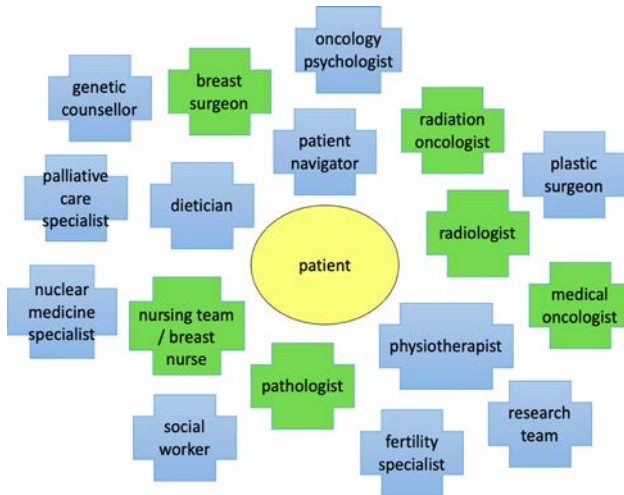 oncology
psychologist
genetic
counsellor
breast
surgeon
radiation
oncologist
patient
navigator
plastic
surgeon
palliative
care
specialist
dietician
radiologist
patient
nuclear
medicine
specialist
nursing team
/ breast
nurse
medical
oncologist
physiotherapist
pathologist
social
worker
fertility
specialist
research
team